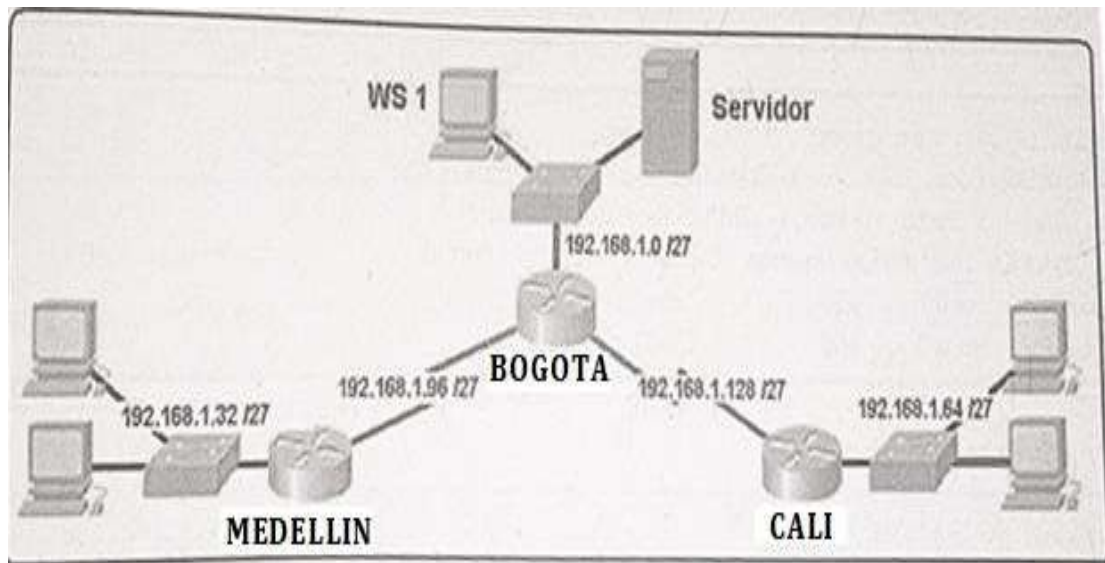 WS 1
Servidor
192.168.1.0 /27
BOGOTA
192.168.1.96 /27
192.168.1.128 /27
192.168.1.32 /27
192.168.1.64 /27
MEDELLIN
CALI